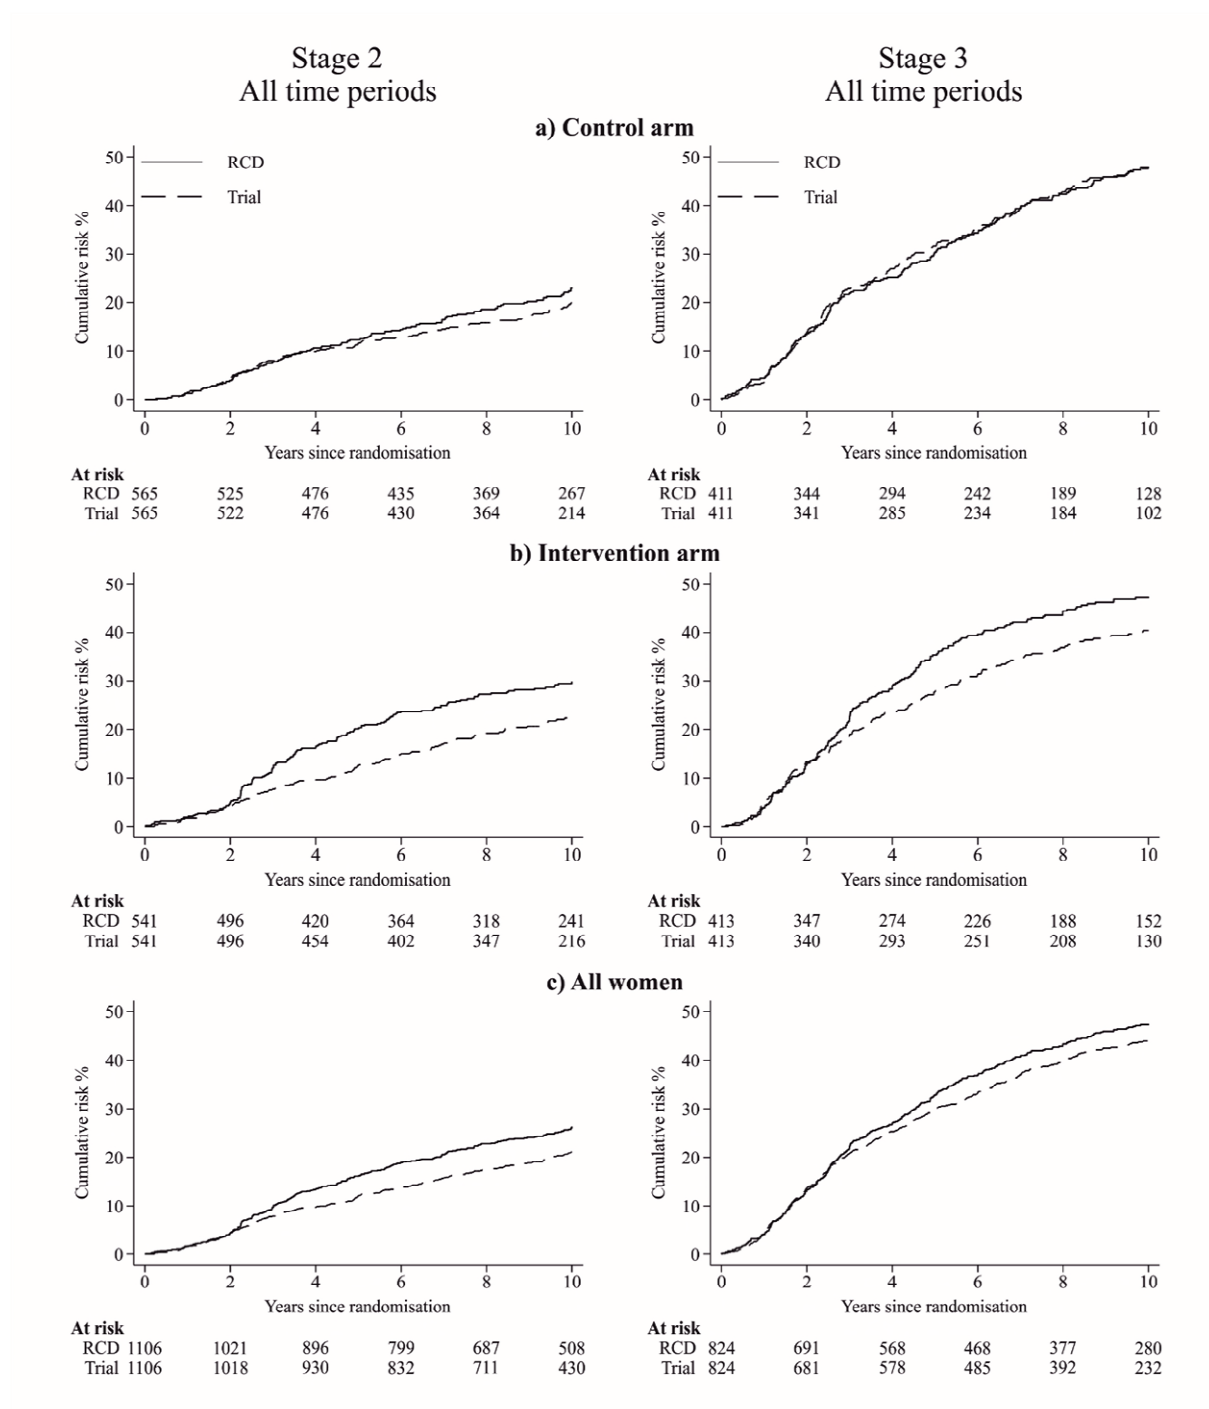 Stage 2
All time periods
Stage 3
All time periods
a) Control arm
50
40
30
20
10
0
Cumulative risk %
RCD
Trial
0 2 4 6 8 10
Years since randomisation
At risk
RCD 565 525 476 435 369 267
Trial 565 522 476 430 364 214
50
40
30
20
10
0
Cumulative risk %
RCD
Trial
0 2 4 6 8 10
Years since randomisation
At risk
RCD 411 344 294 242 189 128
Trial 411 341 285 234 184 102
b) Intervention arm
50
40
30
20
10
0
Cumulative risk %
0 2 4 6 8 10
Years since randomisation
At risk
RCD 541 496 420 364 318 241
Trial 541 496 454 402 347 216
50
40
30
20
10
0
Cumulative risk %
0 2 4 6 8 10
Years since randomisation
At risk
RCD 413 347 274 226 188 152
Trial 413 340 293 251 208 130
c) All women
50
40
30
20
10
0
Cumulative risk %
0 2 4 6 8 10
Years since randomisation
At risk
RCD 1106 1021 896 799 687 508
Trial 1106 1018 930 832 711 430
50
40
30
20
10
0
Cumulative risk %
0 2 4 6 8 10
Years since randomisation
At risk
RCD 824 691 568 468 377 280
Trial 824 681 578 485 392 232